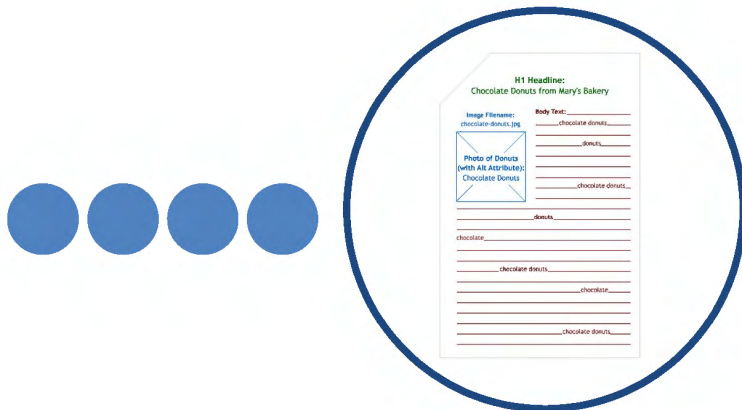 H1 Headline:
Chocolate Donuts from Mary's Bakery
Image Filename:
chocolate-donuts.jpg
Photo of Donuts
(with Alt Attribute):
Chocolate Donuts
Body Text:
chocolate donuts
donuts
chocolate donuts
donuts
chocolate
chocolate donuts
chocolate
chocolate donuts